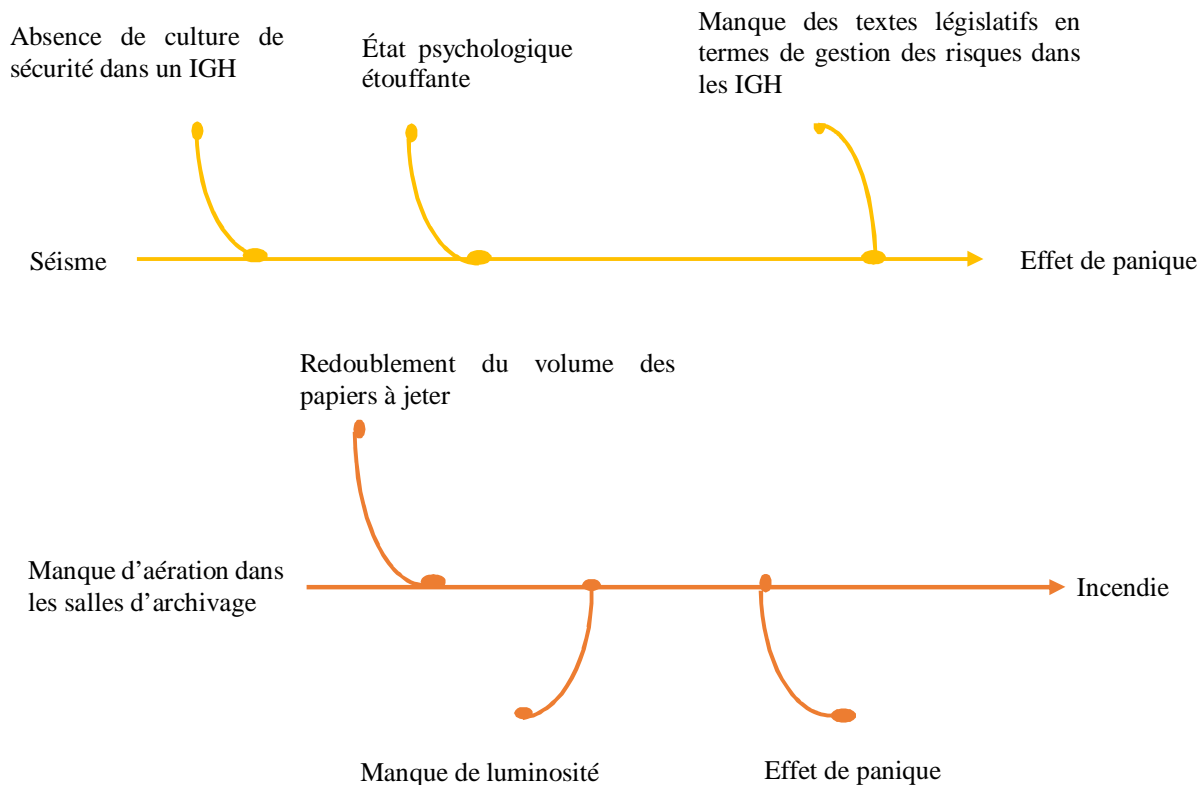 Absence de culture de
sécurité dans un IGH
État psychologique
étouffante
Manque des textes législatifs en
termes de gestion des risques dans
les IGH
Séisme
Effet de panique
Redoublement du volume des
papiers à jeter
Manque d’aération dans
les salles d’archivage
Incendie
Manque de luminosité
Effet de panique